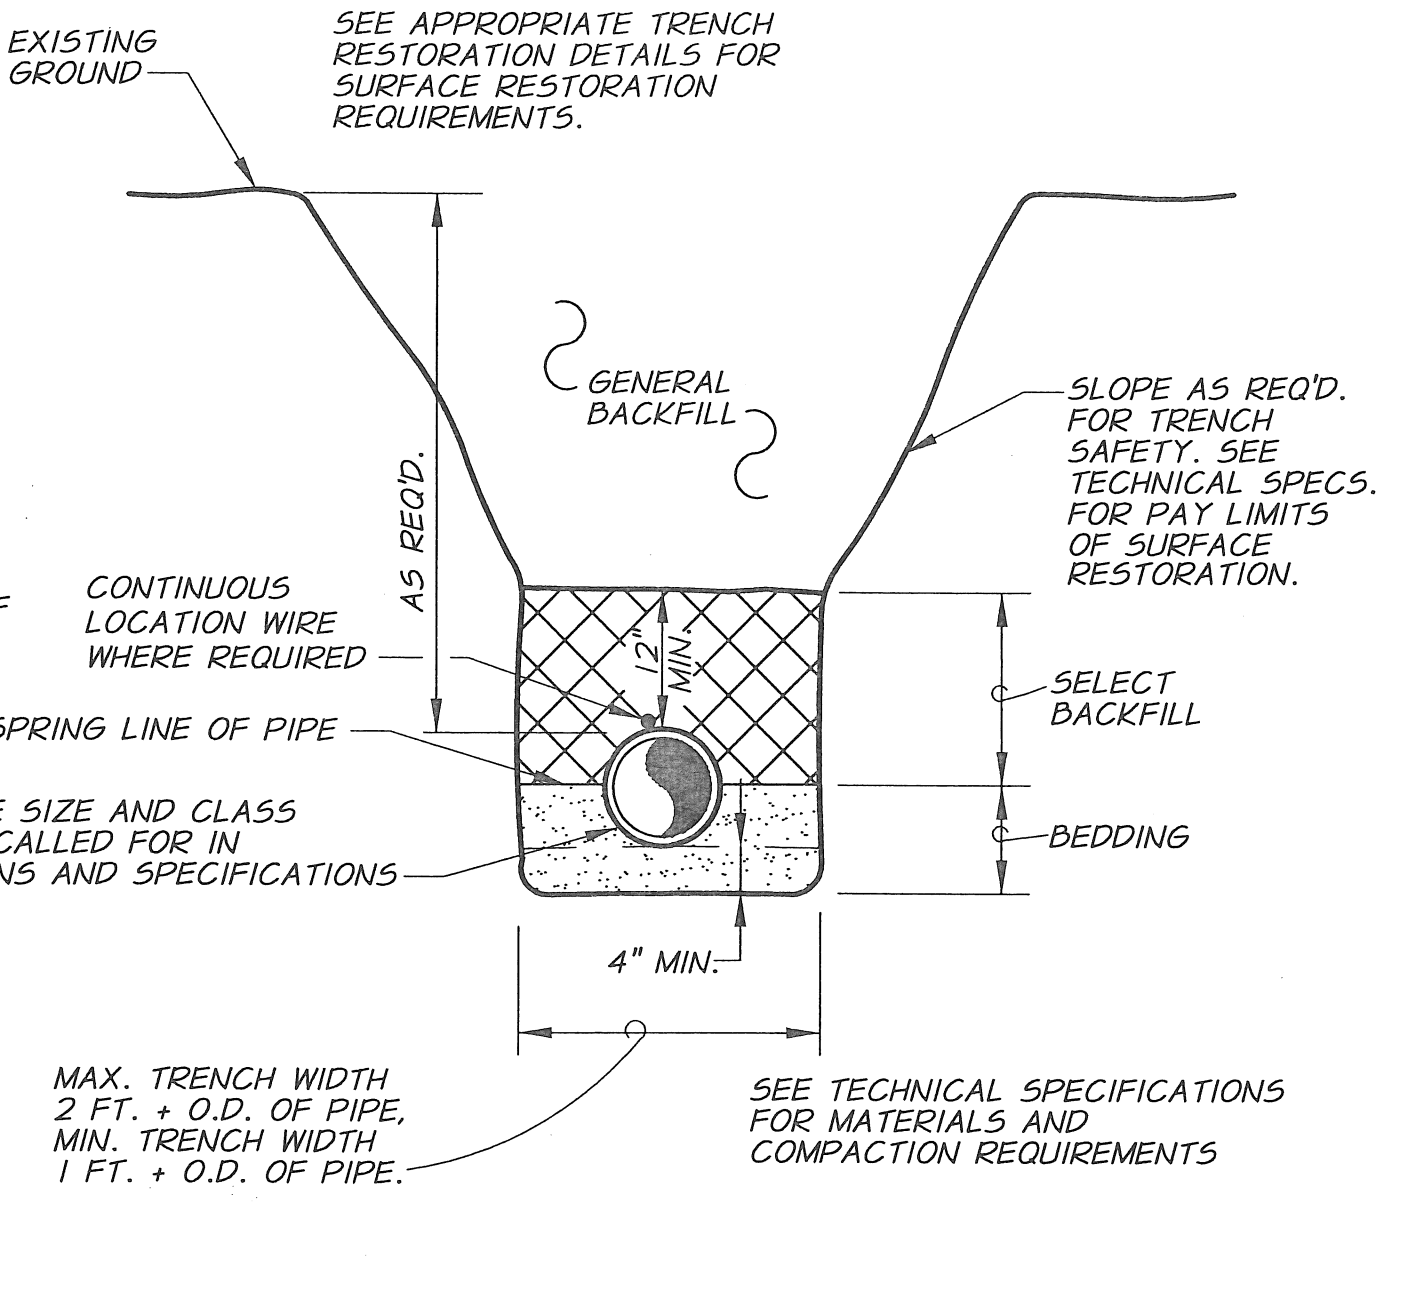 EXISTING
GROUND
SEE APPROPRIATE TRENCH
RESTORATION DETAILS FOR
SURFACE RESTORATION
REQUIREMENTS.
GENERAL
BACKFILL
SLOPE AS REQ'D.
FOR TRENCH
SAFETY. SEE
TECHNICAL SPECS.
FOR PAY LIMITS
OF SURFACE
RESTORATION.
AS REQ'D.
CONTINUOUS
LOCATION WIRE
WHERE REQUIRED
12"
MIN.
SELECT
BACKFILL
SPRING LINE OF PIPE
SIZE AND CLASS
CALLED FOR IN
AND SPECIFICATIONS
BEDDING
4" MIN.
MAX. TRENCH WIDTH
2 FT. + O.D. OF PIPE,
MIN. TRENCH WIDTH
1 FT. + O.D. OF PIPE.
SEE TECHNICAL SPECIFICATIONS
FOR MATERIALS AND
COMPACTION REQUIREMENTS